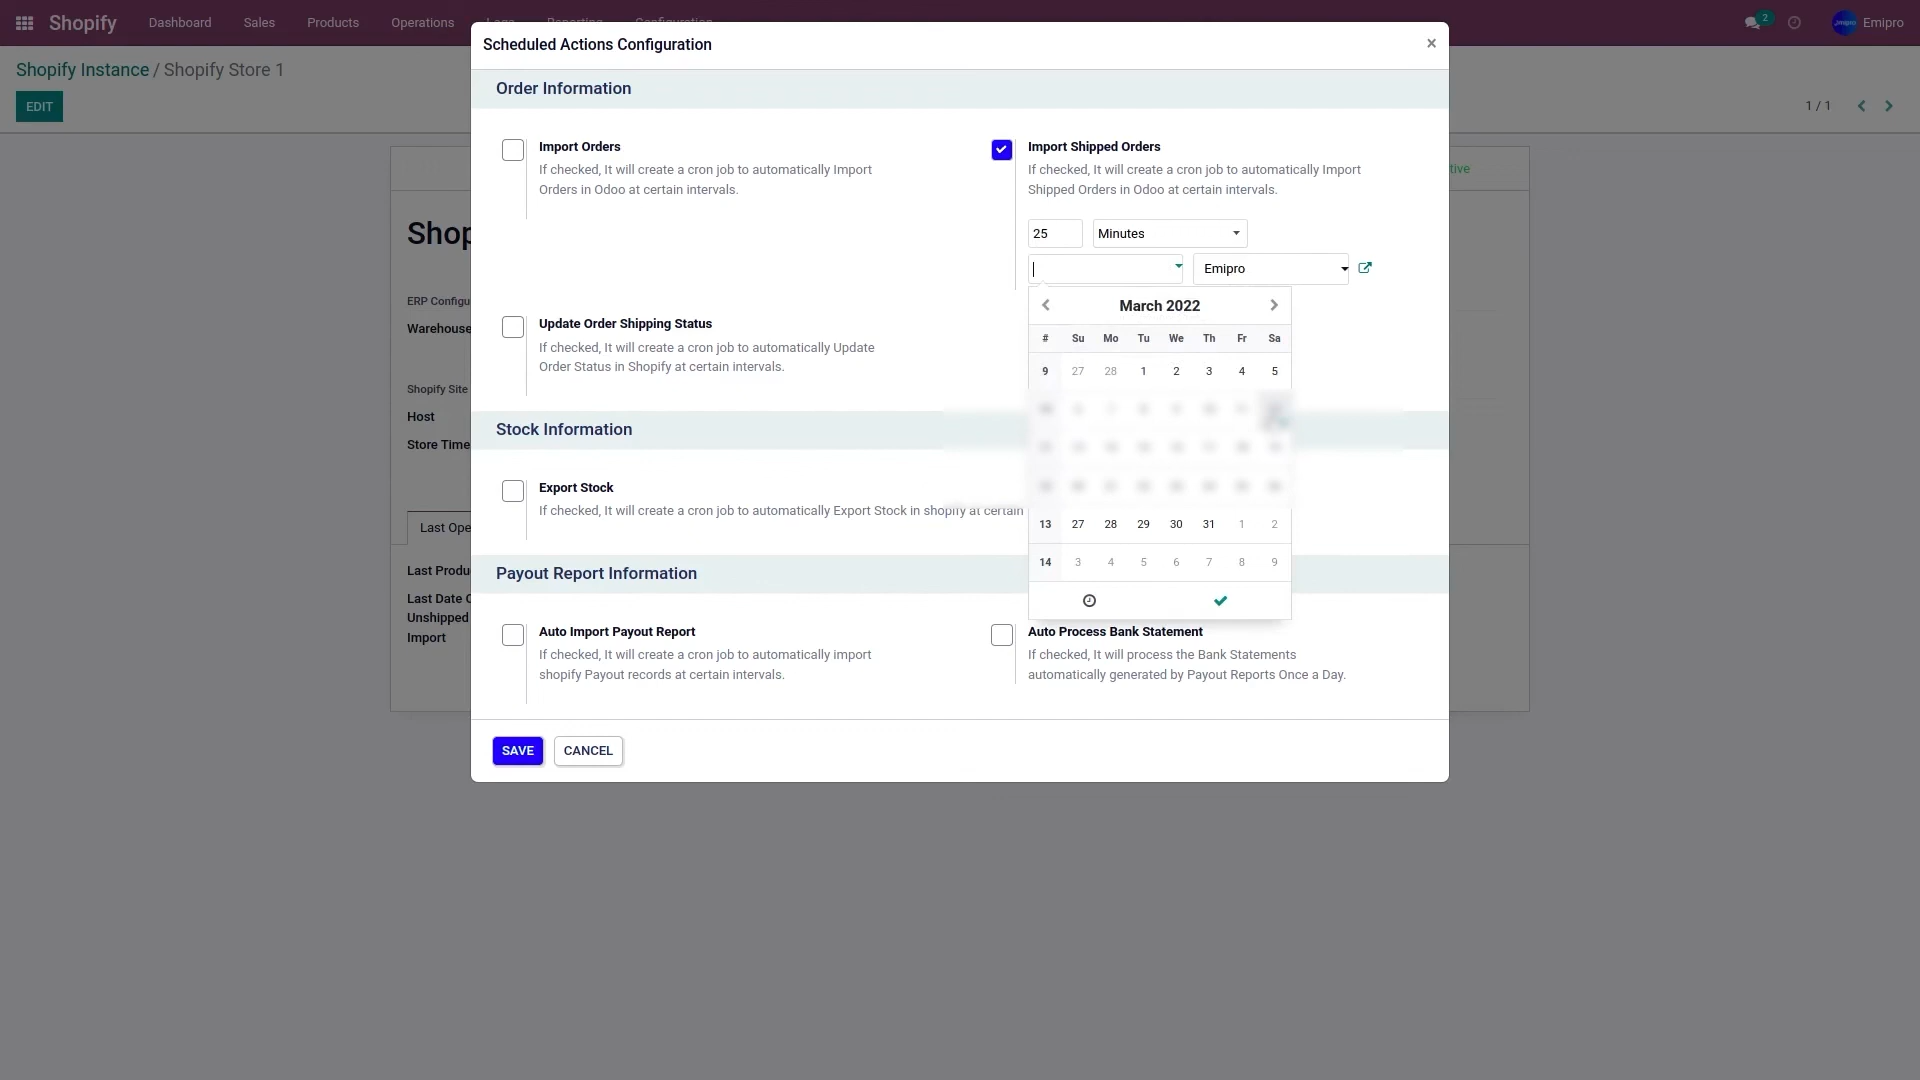 Shopify Dashboard Sales Products Operations Logs Reporting Configuration 2 Emipro
Shopify Instance / Shopify Store 1
EDIT
1 / 1
Scheduled Actions Configuration
×
Order Information
Import Orders
If checked, It will create a cron job to automatically Import
Orders in Odoo at certain intervals.
Import Shipped Orders
If checked, It will create a cron job to automatically Import
Shipped Orders in Odoo at certain intervals.
25 Minutes
Emipro
March 2022
# Su Mo Tu We Th Fr Sa
9 27 28 1 2 3 4 5
13 27 28 29 30 31 1 2
14 3 4 5 6 7 8 9
Update Order Shipping Status
If checked, It will create a cron job to automatically Update
Order Status in Shopify at certain intervals.
Stock Information
Export Stock
If checked, It will create a cron job to automatically Export Stock in shopify at certain
Payout Report Information
Auto Import Payout Report
If checked, It will create a cron job to automatically import
shopify Payout records at certain intervals.
Auto Process Bank Statement
If checked, It will process the Bank Statements
automatically generated by Payout Reports Once a Day.
SAVE CANCEL
tive
Shop
ERP Configu
Warehouse
Shopify Site
Host
Store Time
Last Ope
Last Produ
Last Date O
Unshipped
Import